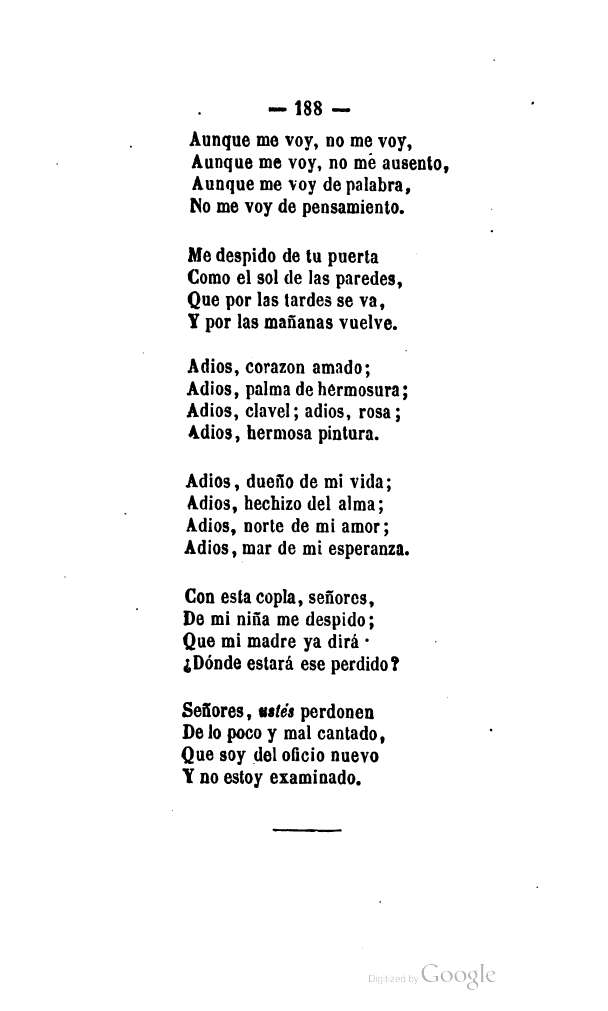 — 188 —
Aunque me voy, no me voy,
Aunque me voy, no me ausento,
Aunque me voy de palabra,
No me voy de pensamiento.

Me despido de tu puerta
Como el sol de las paredes,
Que por las tardes se va,
Y por las mañanas vuelve.

Adios, corazon amado;
Adios, palma de hermosura;
Adios, clavel; adios, rosa;
Adios, hermosa pintura.

Adios, dueño de mi vida;
Adios, hechizo del alma;
Adios, norte de mi amor;
Adios, mar de mi esperanza.

Con esta copla, señores,
De mi niña me despido;
Que mi madre ya dirá
¿Dónde estará ese perdido?

Señores, ustés perdonen
De lo poco y mal cantado,
Que soy del oficio nuevo
Y no estoy examinado.

Digitized by Google